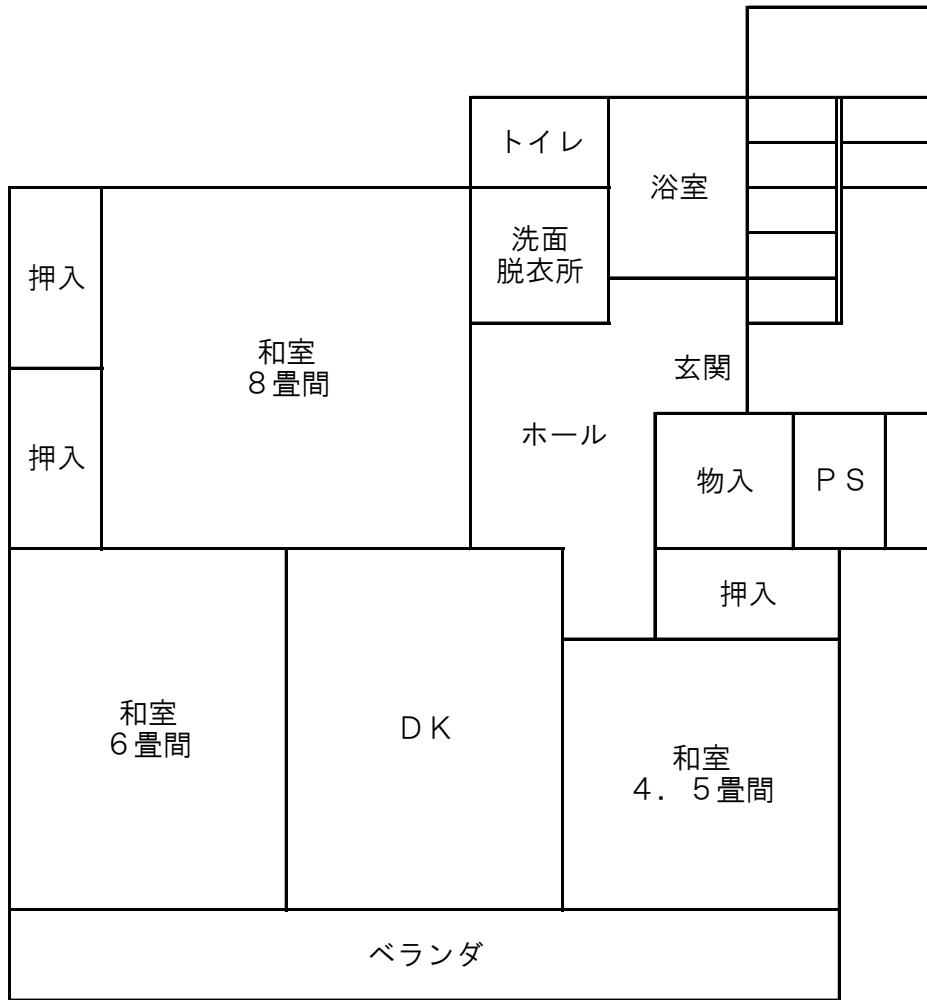 トイレ
浴室
洗面
脱衣所
押入
和室
８畳間
玄関
ホール
押入
物入
ＰＳ
押入
和室
６畳間
ＤＫ
和室
４．５畳間
ベランダ